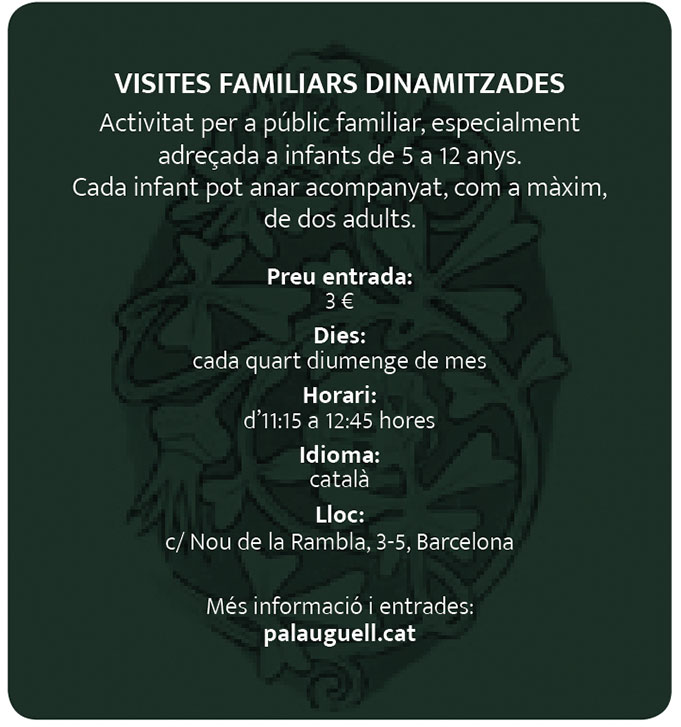 VISITES FAMILIARS DINAMITZADES
Activitat per a públic familiar, especialment
adreçada a infants de 5 a 12 anys.
Cada infant pot anar acompanyat, com a màxim,
de dos adults.
Preu entrada:
3 €
Dies:
cada quart diumenge de mes
Horari:
d’11:15 a 12:45 hores
Idioma:
català
Lloc:
c/ Nou de la Rambla, 3-5, Barcelona
Més informació i entrades:
palauguell.cat